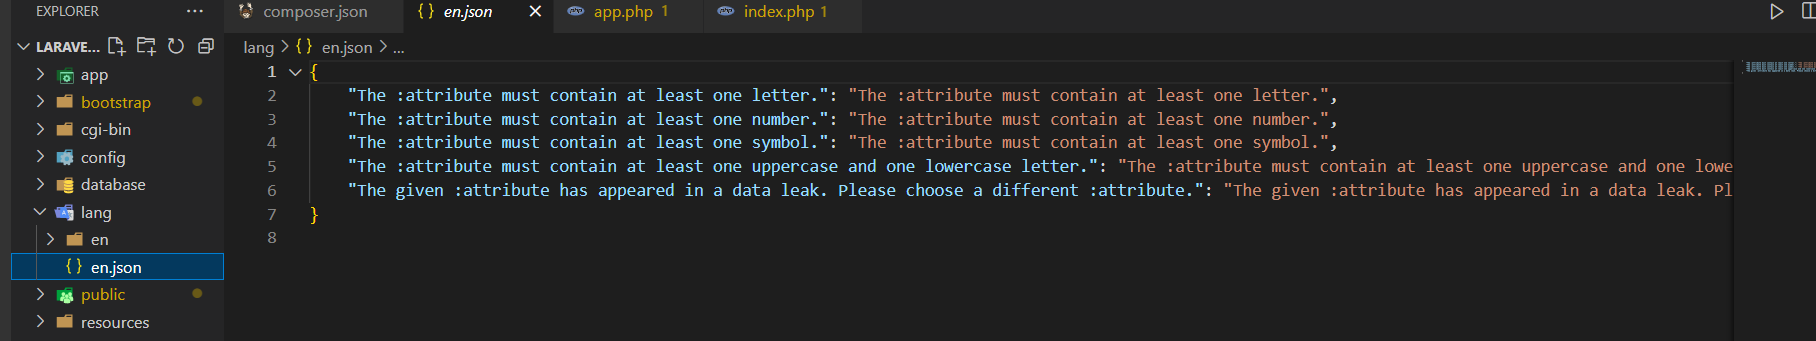 EXPLORER ...
composer.json
{} en.json ×
php app.php 1
php index.php 1
LARAVE...
app
bootstrap
cgi-bin
config
database
lang
en
{} en.json
public
resources
lang > {} en.json > ...
1 {
2 "The :attribute must contain at least one letter.": "The :attribute must contain at least one letter.",
3 "The :attribute must contain at least one number.": "The :attribute must contain at least one number.",
4 "The :attribute must contain at least one symbol.": "The :attribute must contain at least one symbol.",
5 "The :attribute must contain at least one uppercase and one lowercase letter.": "The :attribute must contain at least one uppercase and one lowe
6 "The given :attribute has appeared in a data leak. Please choose a different :attribute.": "The given :attribute has appeared in a data leak. Pl
7 }
8